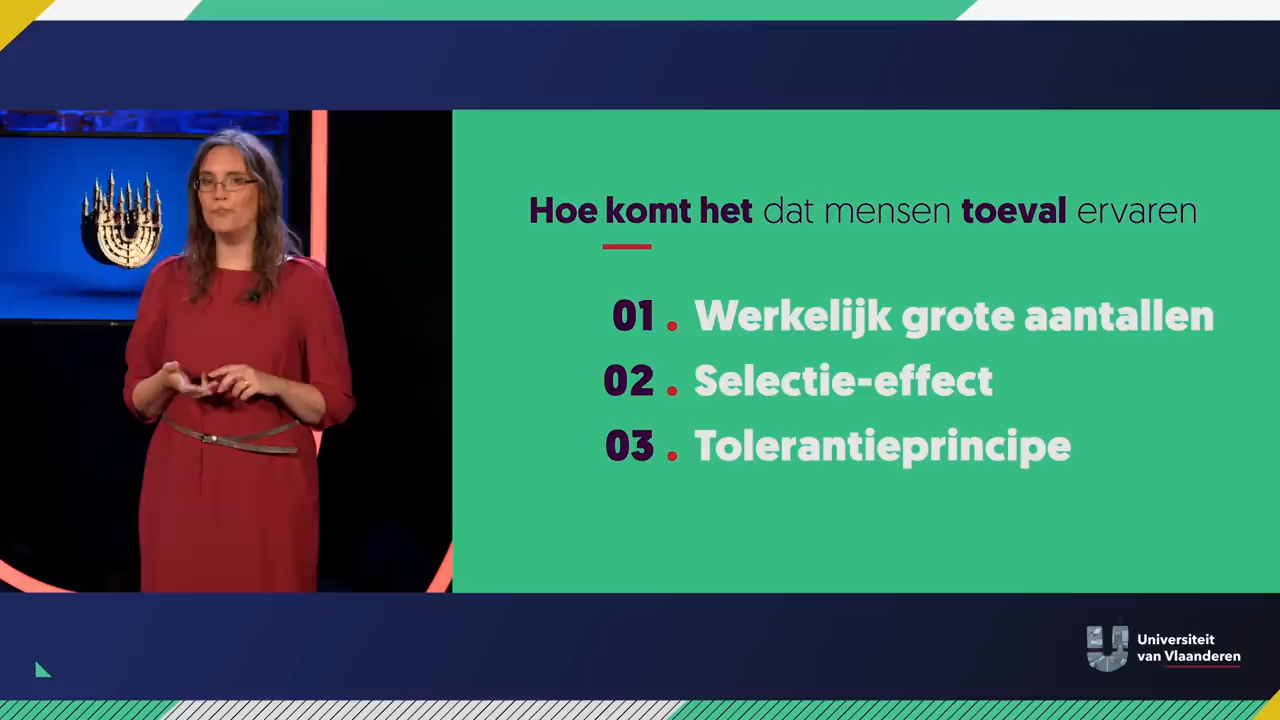 Hoe komt het dat mensen toeval ervaren
01. Werkelijk grote aantallen
02. Selectie-effect
03. Tolerantieprincipe
Universiteit
van Vlaanderen